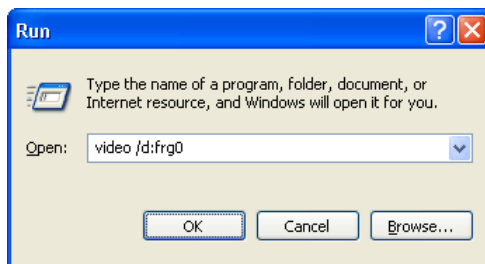 Run
Type the name of a program, folder, document, or
Internet resource, and Windows will open it for you.
Open: video /d:frg0
OK Cancel Browse...